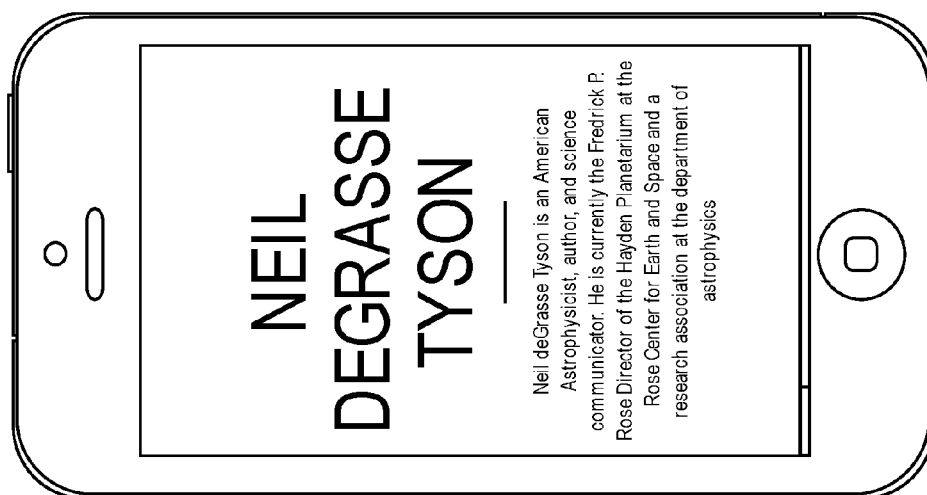 NEIL
DEGRASSE
TYSON
Neil deGrasse Tyson is an American
Astrophysicist, author, and science
communicator. He is currently the Fredrick P.
Rose Director of the Hayden Planetarium at the
Rose Center for Earth and Space and a
research association at the department of
astrophysics